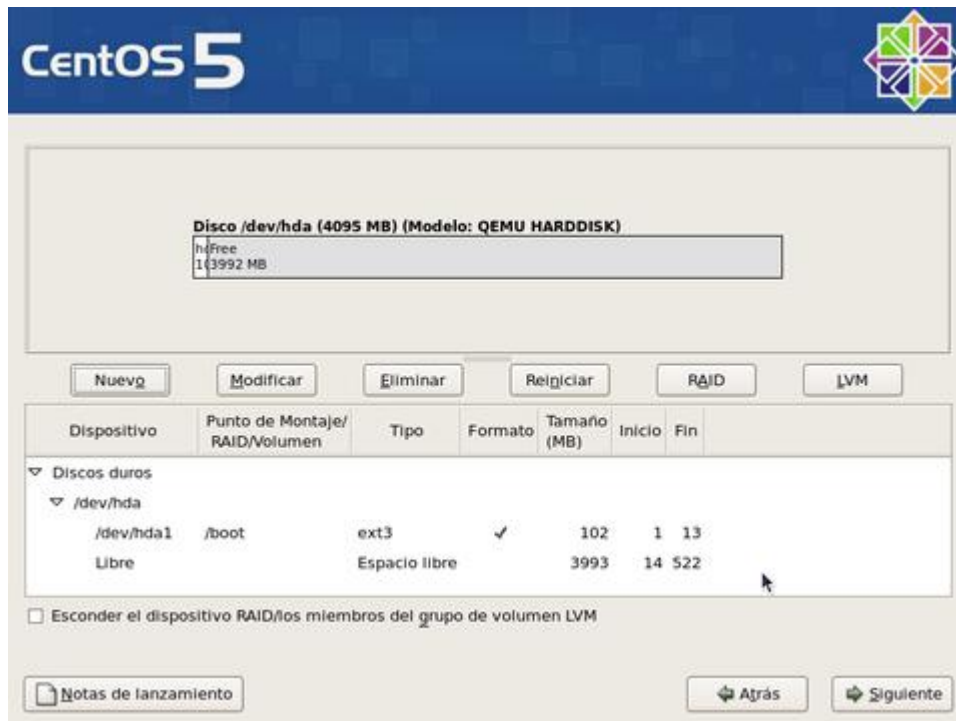 CentOS 5
Disco /dev/hda (4095 MB) (Modelo: QEMU HARDDISK)
Free
3992 MB
Nuevo
Modificar
Eliminar
Reiniciar
RAID
LVM
Dispositivo
Punto de Montaje/
RAID/Volumen
Tipo
Formato
Tamaño
(MB)
Inicio
Fin
Discos duros
/dev/hda
/dev/hda1 /boot ext3 ✓ 102 1 13
Libre Espacio libre 3993 14 522
Esconder el dispositivo RAID/los miembros del grupo de volumen LVM
Notas de lanzamiento
Atrás
Siguiente